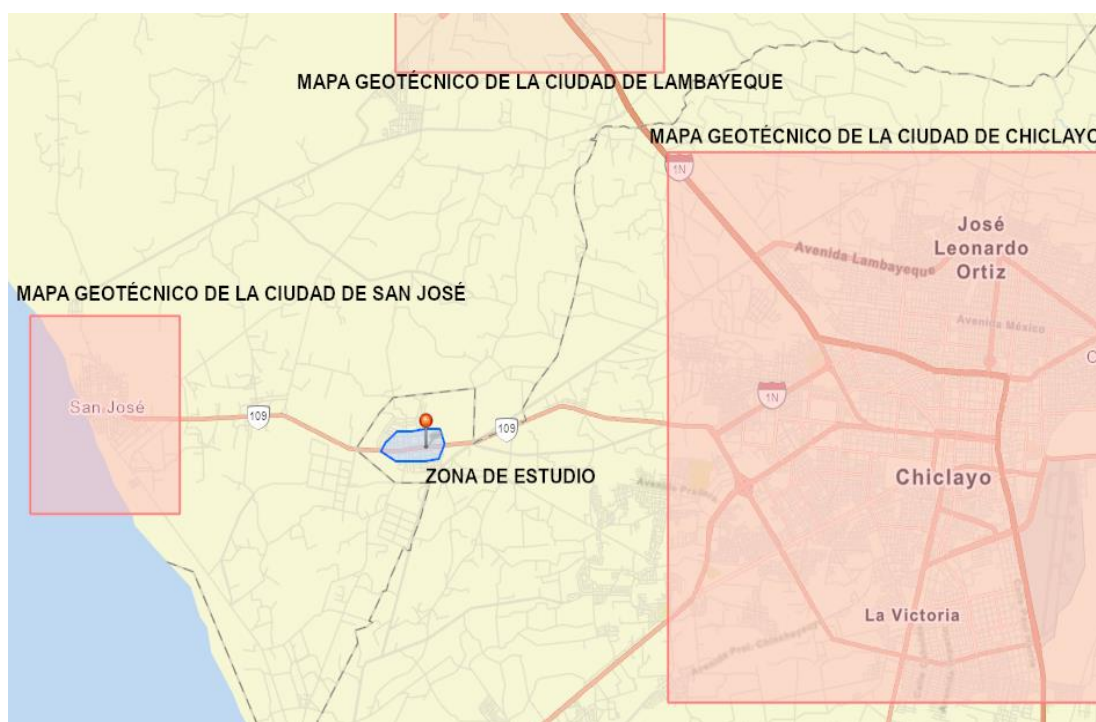 MAPA GEOTÉCNICO DE LA CIUDAD DE LAMBAYEQUE
MAPA GEOTÉCNICO DE LA CIUDAD DE CHICLAYO
1N
José
Leonardo
Ortiz
Avenida Lambayeque
MAPA GEOTÉCNICO DE LA CIUDAD DE SAN JOSÉ
Avenida México
San José
1N
109
109
ZONA DE ESTUDIO
Chiclayo
La Victoria